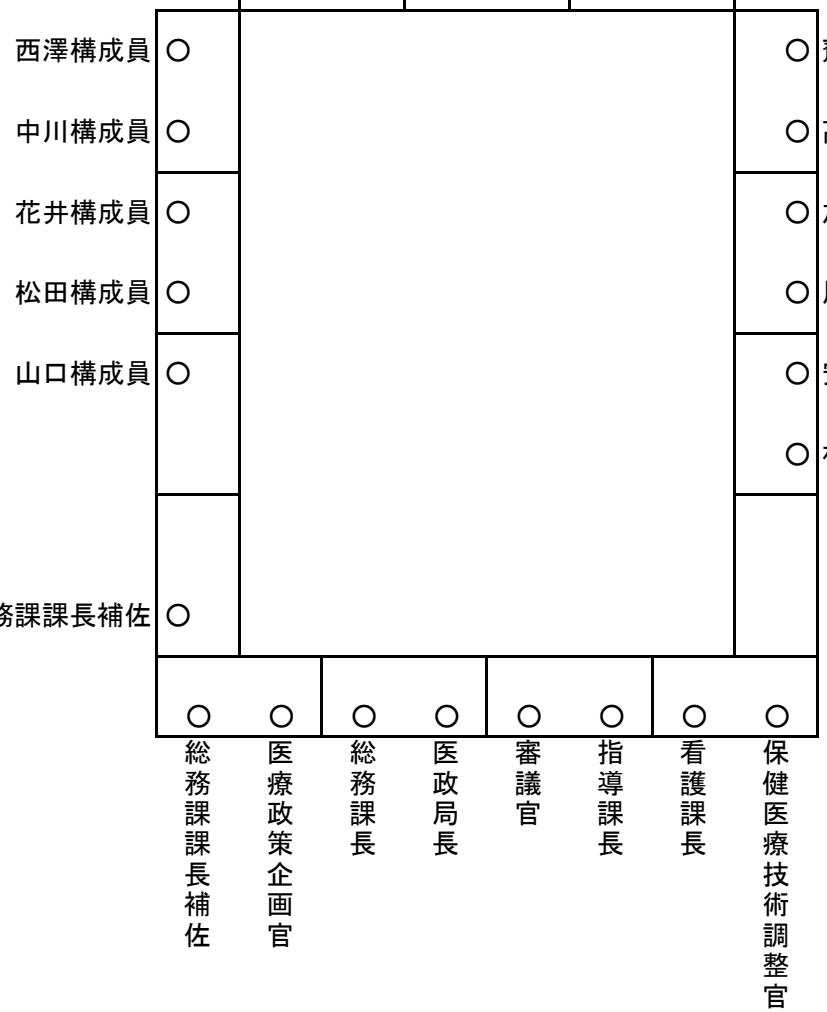 西澤構成員
中川構成員
花井構成員
松田構成員
山口構成員
務課課長補佐
総務課課長補佐
医療政策企画官
総務課長
医政局長
審議官
指導課長
看護課長
保健医療技術調整官